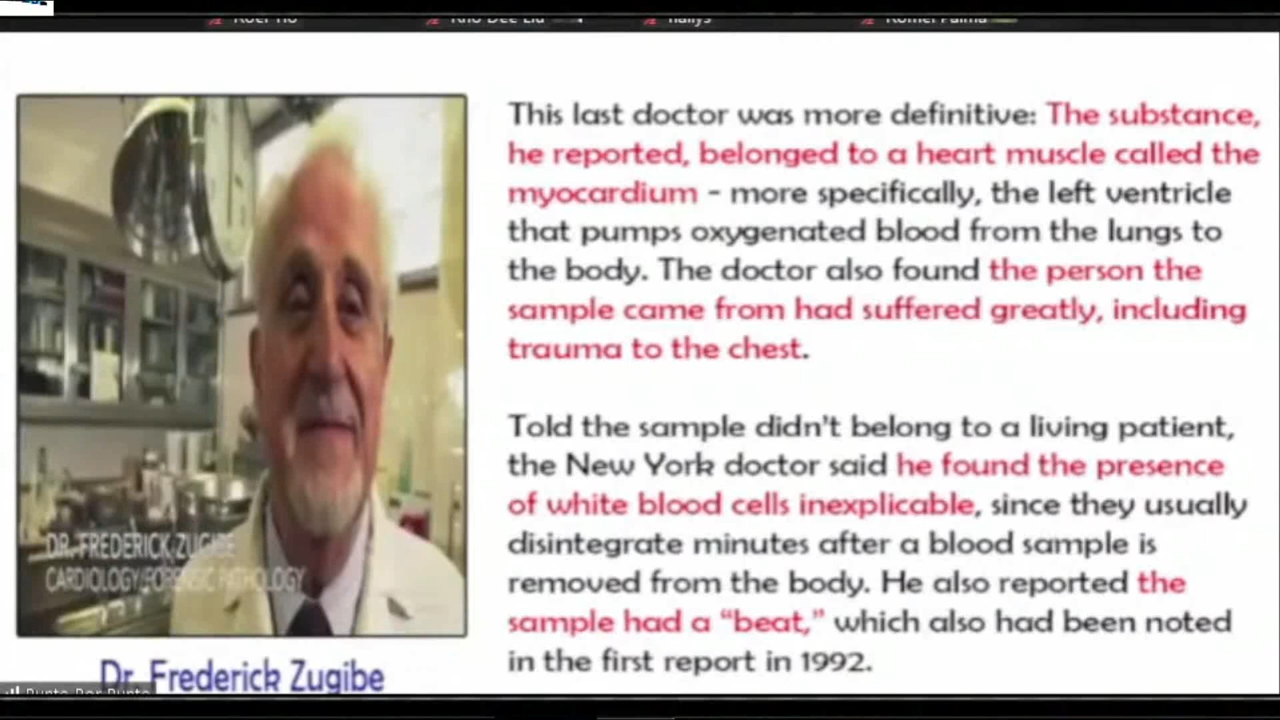 This last doctor was more definitive: The substance,
he reported, belonged to a heart muscle called the
myocardium - more specifically, the left ventricle
that pumps oxygenated blood from the lungs to
the body. The doctor also found the person the
sample came from had suffered greatly, including
trauma to the chest.
Told the sample didn't belong to a living patient,
the New York doctor said he found the presence
of white blood cells inexplicable, since they usually
disintegrate minutes after a blood sample is
removed from the body. He also reported the
sample had a “beat,” which also had been noted
in the first report in 1992.
DR. FREDERICK ZUGIBE
CARDIOLOGY/FORENSIC PATHOLOGY
Dr. Frederick Zugibe